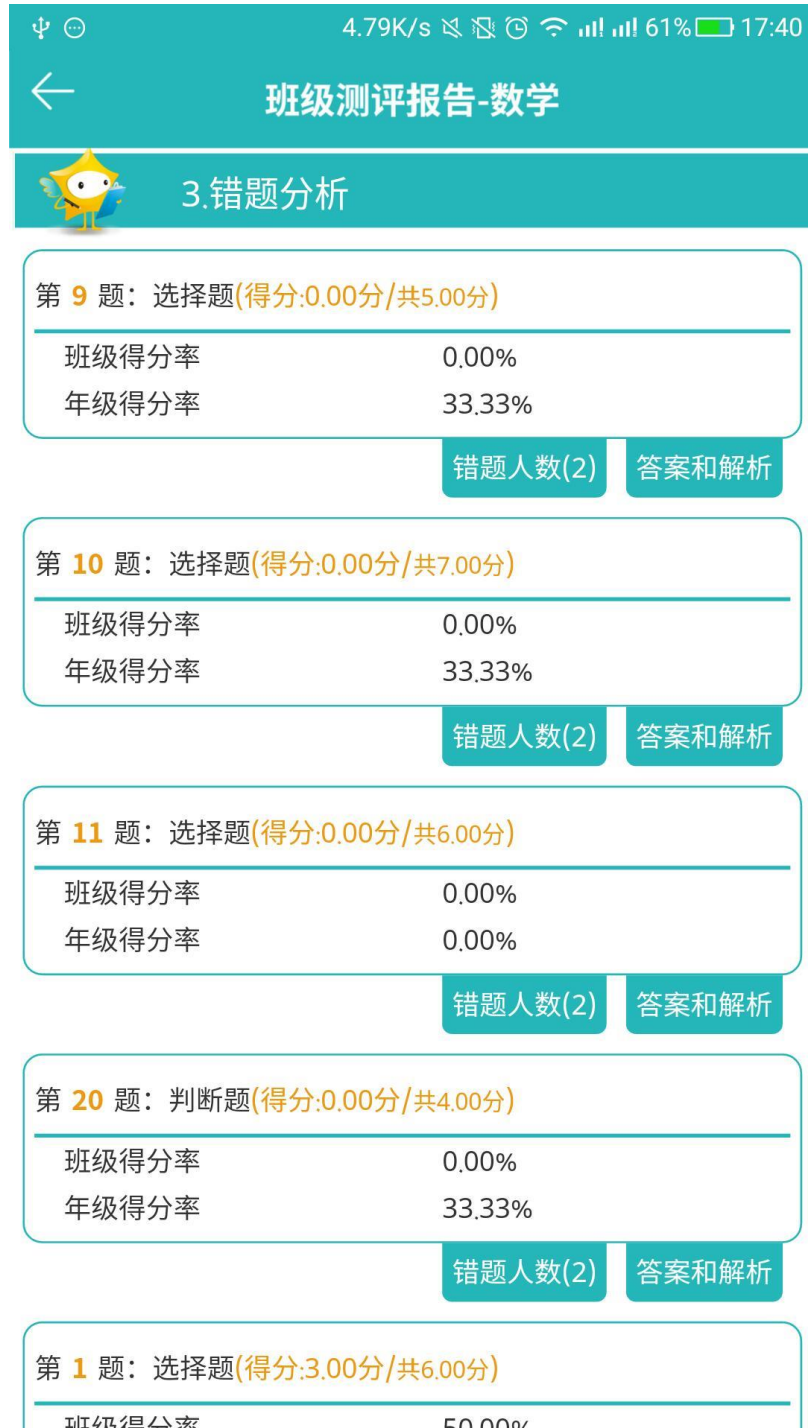 4.79K/s 61% 17:40
班级测评报告-数学
3.错题分析
第 9 题：选择题(得分:0.00分/共5.00分)
班级得分率 0.00%
年级得分率 33.33%
错题人数(2) 答案和解析
第 10 题：选择题(得分:0.00分/共7.00分)
班级得分率 0.00%
年级得分率 33.33%
错题人数(2) 答案和解析
第 11 题：选择题(得分:0.00分/共6.00分)
班级得分率 0.00%
年级得分率 0.00%
错题人数(2) 答案和解析
第 20 题：判断题(得分:0.00分/共4.00分)
班级得分率 0.00%
年级得分率 33.33%
错题人数(2) 答案和解析
第 1 题：选择题(得分:3.00分/共6.00分)
班级得分率 50.00%